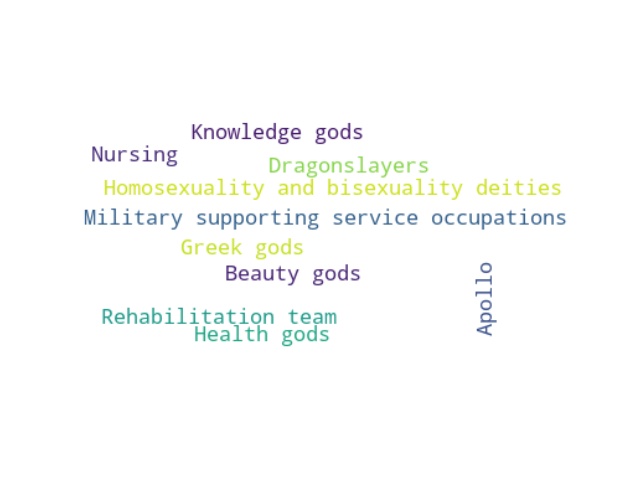 Knowledge gods
Nursing
Dragonslayers
Homosexuality and bisexuality deities
Military supporting service occupations
Greek gods
Beauty gods
Apollo
Rehabilitation team
Health gods